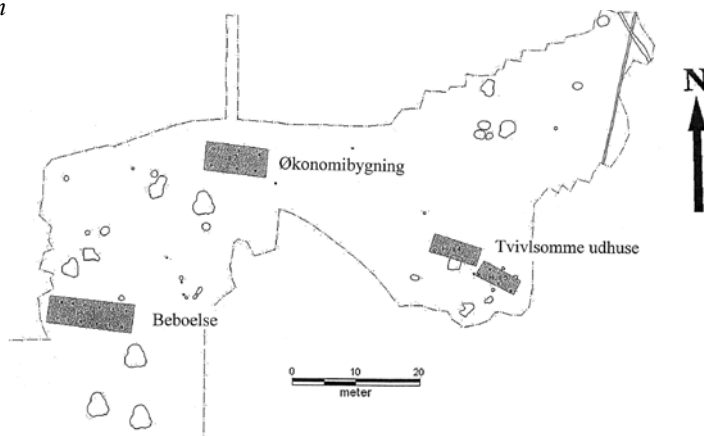 n
N
Økonomibygning
Tvivlsomme udhuse
Beboelse
0 10 20
meter